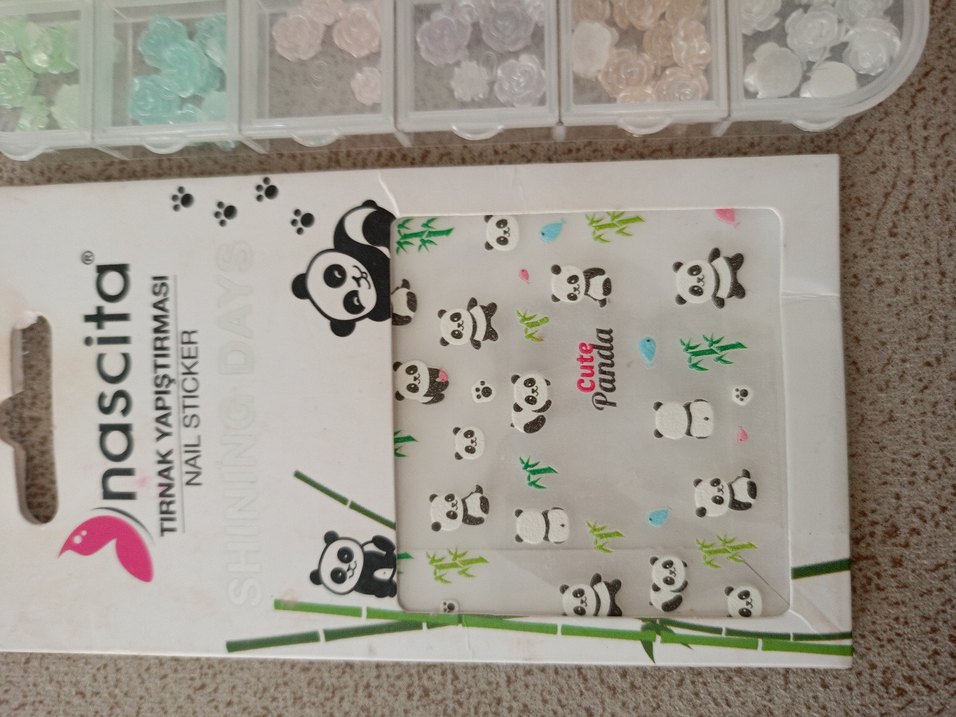 nascita®
TIRNAK YAPIŞTIRMASI
NAIL STICKER
SHINING DAYS
Cute
Panda